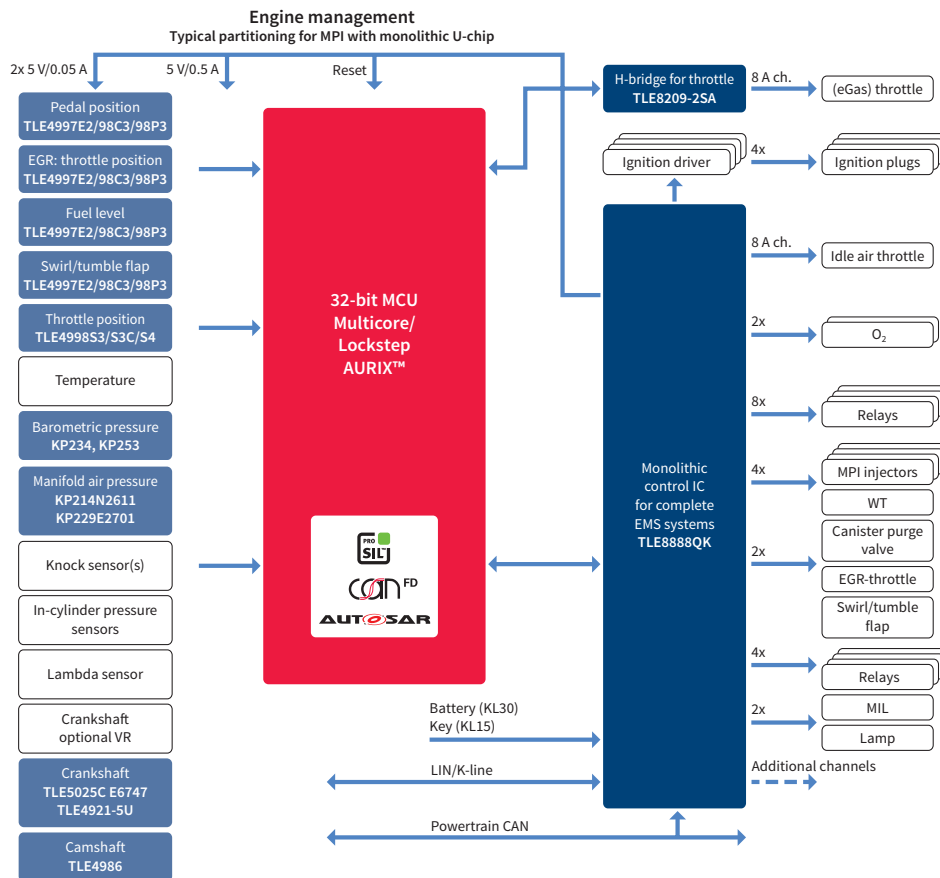 Engine management
Typical partitioning for MPI with monolithic U-chip
2x 5 V/0.05 A
5 V/0.5 A
Reset
Pedal position
TLE4997E2/98C3/98P3
EGR: throttle position
TLE4997E2/98C3/98P3
Fuel level
TLE4997E2/98C3/98P3
Swirl/tumble flap
TLE4997E2/98C3/98P3
Throttle position
TLE4998S3/S3C/S4
Temperature
Barometric pressure
KP234, KP253
Manifold air pressure
KP214N2611
KP229E2701
Knock sensor(s)
In-cylinder pressure
sensors
Lambda sensor
Crankshaft
optional VR
Crankshaft
TLE5025C E6747
TLE4921-5U
Camshaft
TLE4986
32-bit MCU
Multicore/
Lockstep
AURIX™
PRO
SIL™
CAN FD
AUTOSAR
Battery (KL30)
Key (KL15)
LIN/K-line
Powertrain CAN
H-bridge for throttle
TLE8209-2SA
Ignition driver
Monolithic
control IC
for complete
EMS systems
TLE8888QK
8 A ch.
(eGas) throttle
4x
Ignition plugs
8 A ch.
Idle air throttle
2x
O₂
8x
Relays
4x
MPI injectors
WT
2x
Canister purge
valve
EGR-throttle
Swirl/tumble
flap
4x
Relays
2x
MIL
Lamp
Additional channels